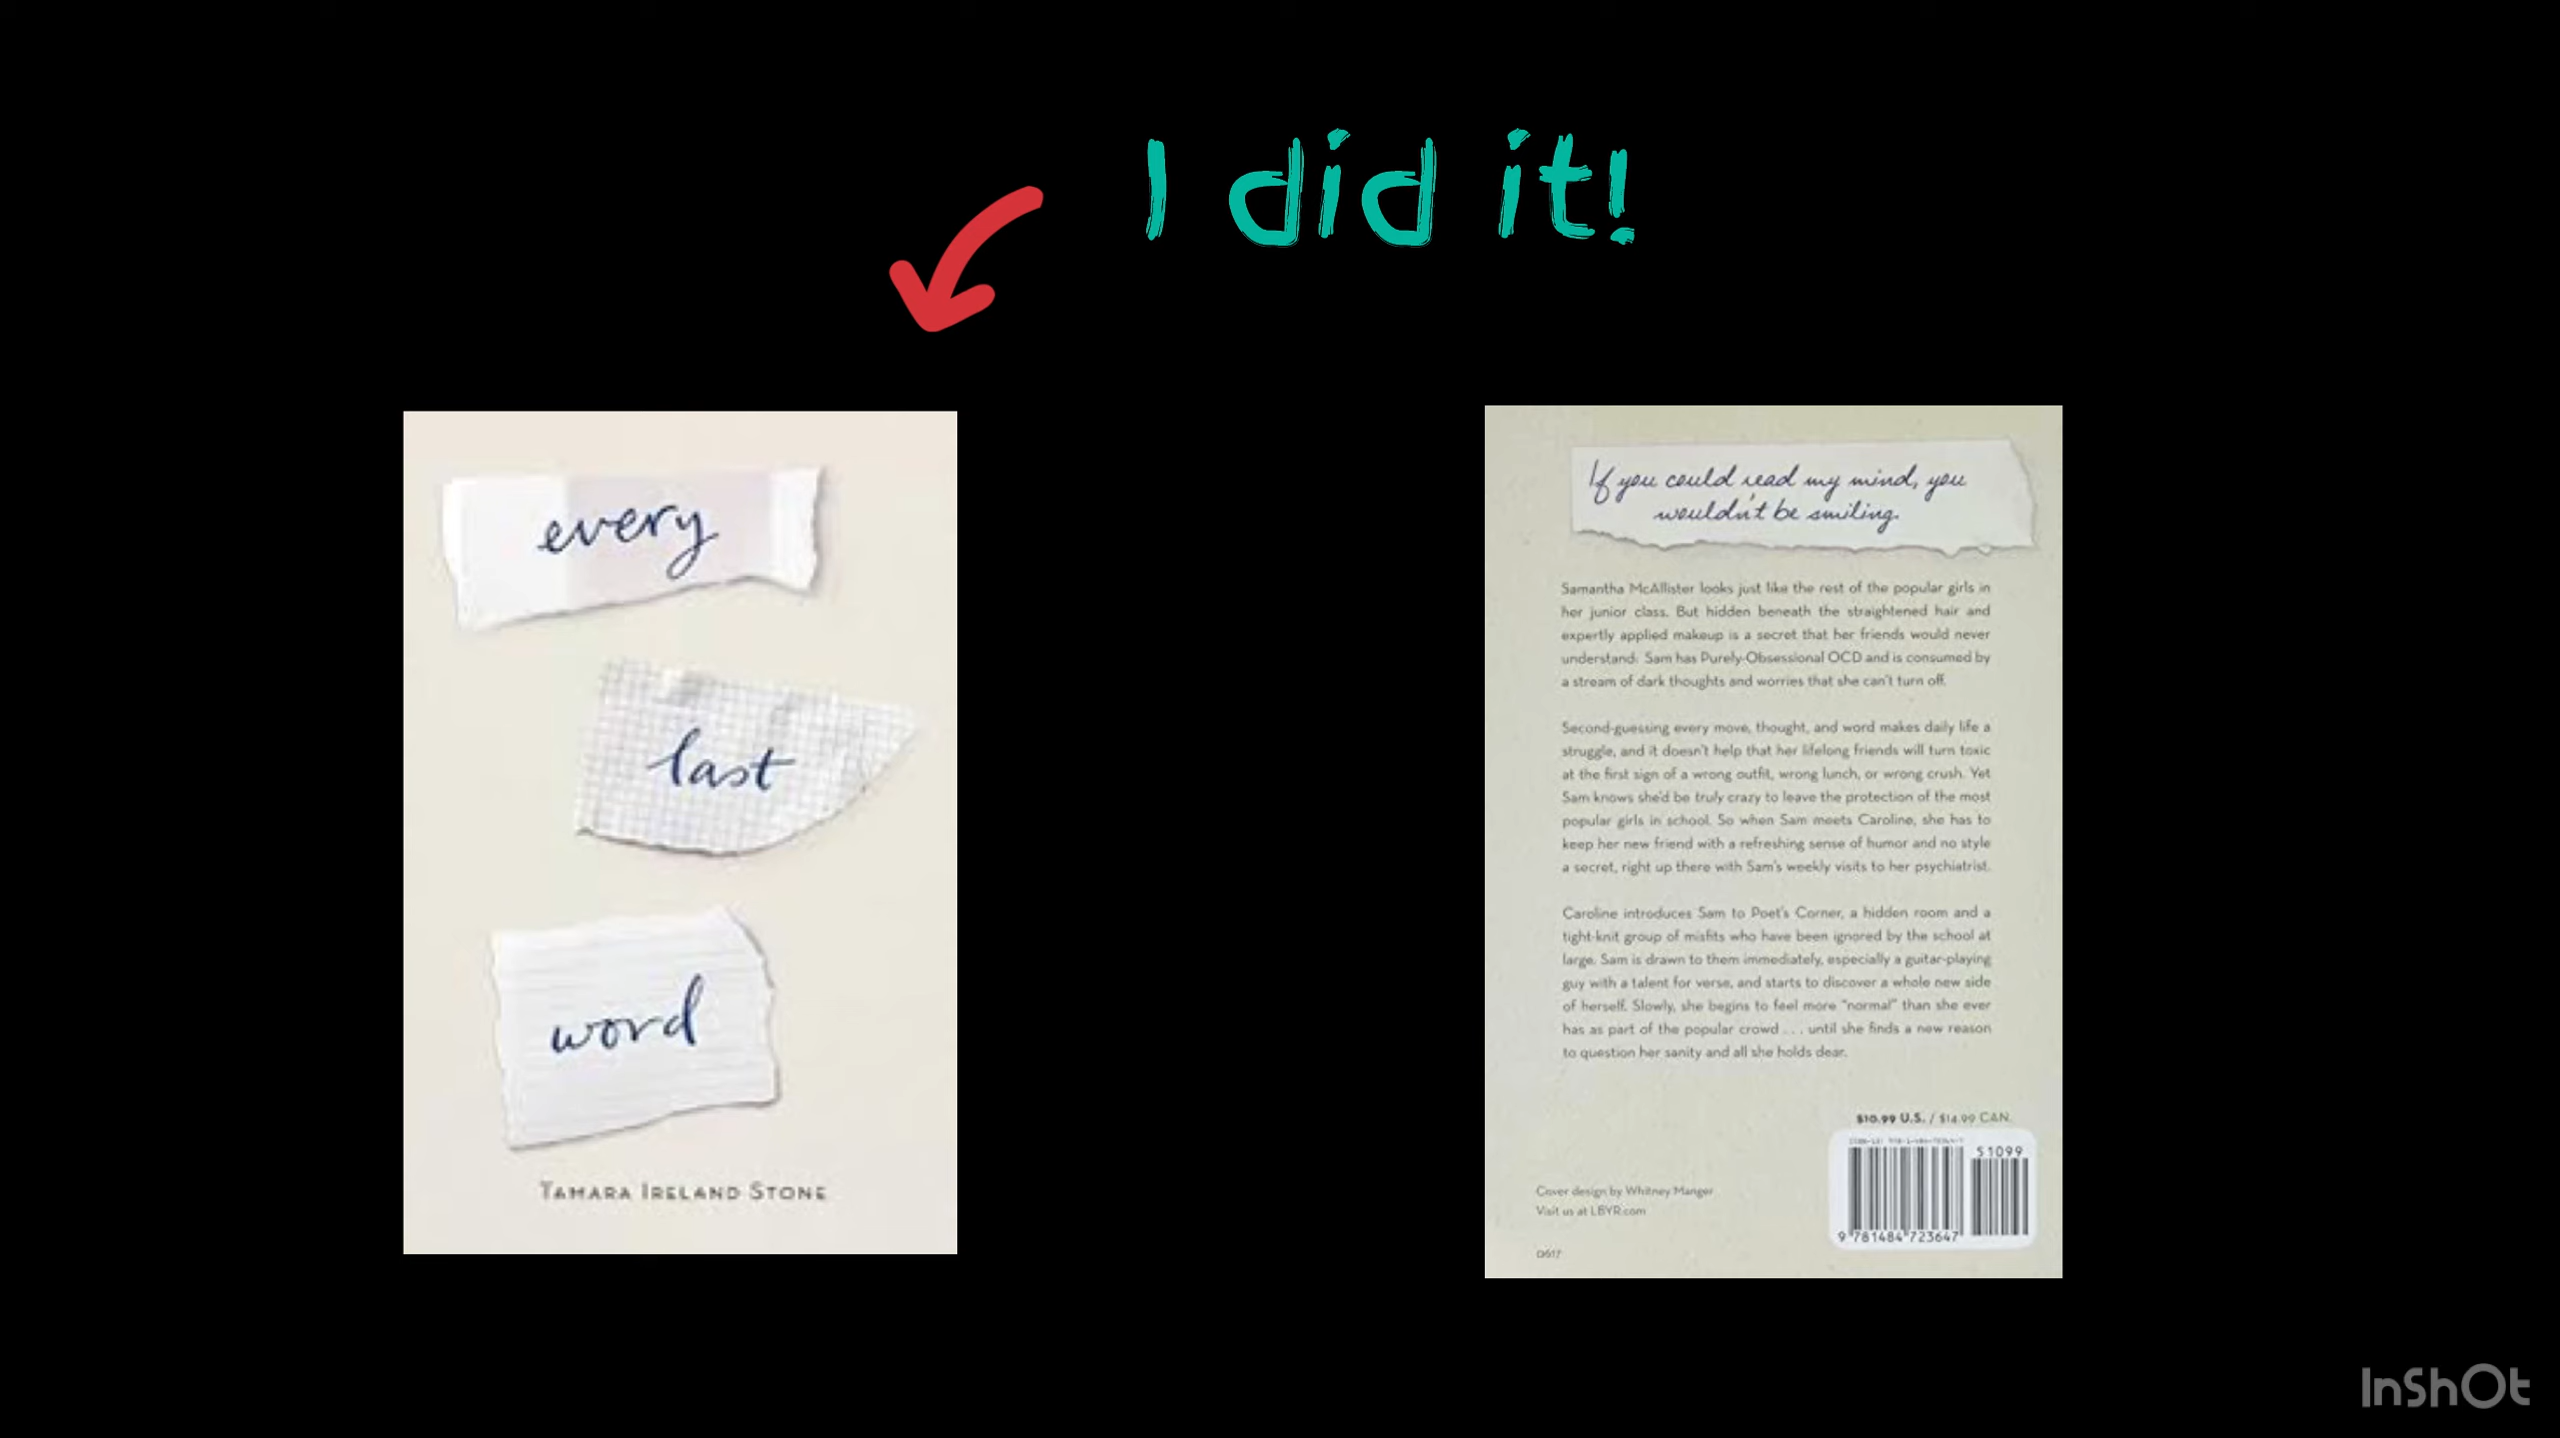 I did it!
every
last
word
TAMARA IRELAND STONE
If you could read my mind, you
wouldn't be smiling.
Samantha McAllister looks just like the rest of the popular girls in
her junior class. But hidden beneath the straightened hair and
expertly applied makeup is a secret that her friends would never
understand: Sam has Purely-Obsessional OCD and is consumed by
a stream of dark thoughts and worries that she can't turn off.
Second-guessing every move, thought, and word makes daily life a
struggle, and it doesn't help that her lifelong friends will turn toxic
at the first sign of a wrong outfit, wrong lunch, or wrong crush. Yet
Sam knows she'd be truly crazy to leave the protection of the most
popular girls in school. So when Sam meets Caroline, she has to
keep her new friend with a refreshing sense of humor and no style
a secret, right up there with Sam's weekly visits to her psychiatrist.
Caroline introduces Sam to Poet's Corner, a hidden room and a
tight-knit group of misfits who have been ignored by the school at
large. Sam is drawn to them immediately, especially a guitar-playing
guy with a talent for verse, and starts to discover a whole new side
of herself. Slowly, she begins to feel more "normal" than she ever
has as part of the popular crowd . . . until she finds a new reason
to question her sanity and all she holds dear.
$10.99 U.S. / $14.99 CAN.
51099
9 781484 723647
Cover design by Whitney Manger
Visit us at LBYR.com
0617
InShOt